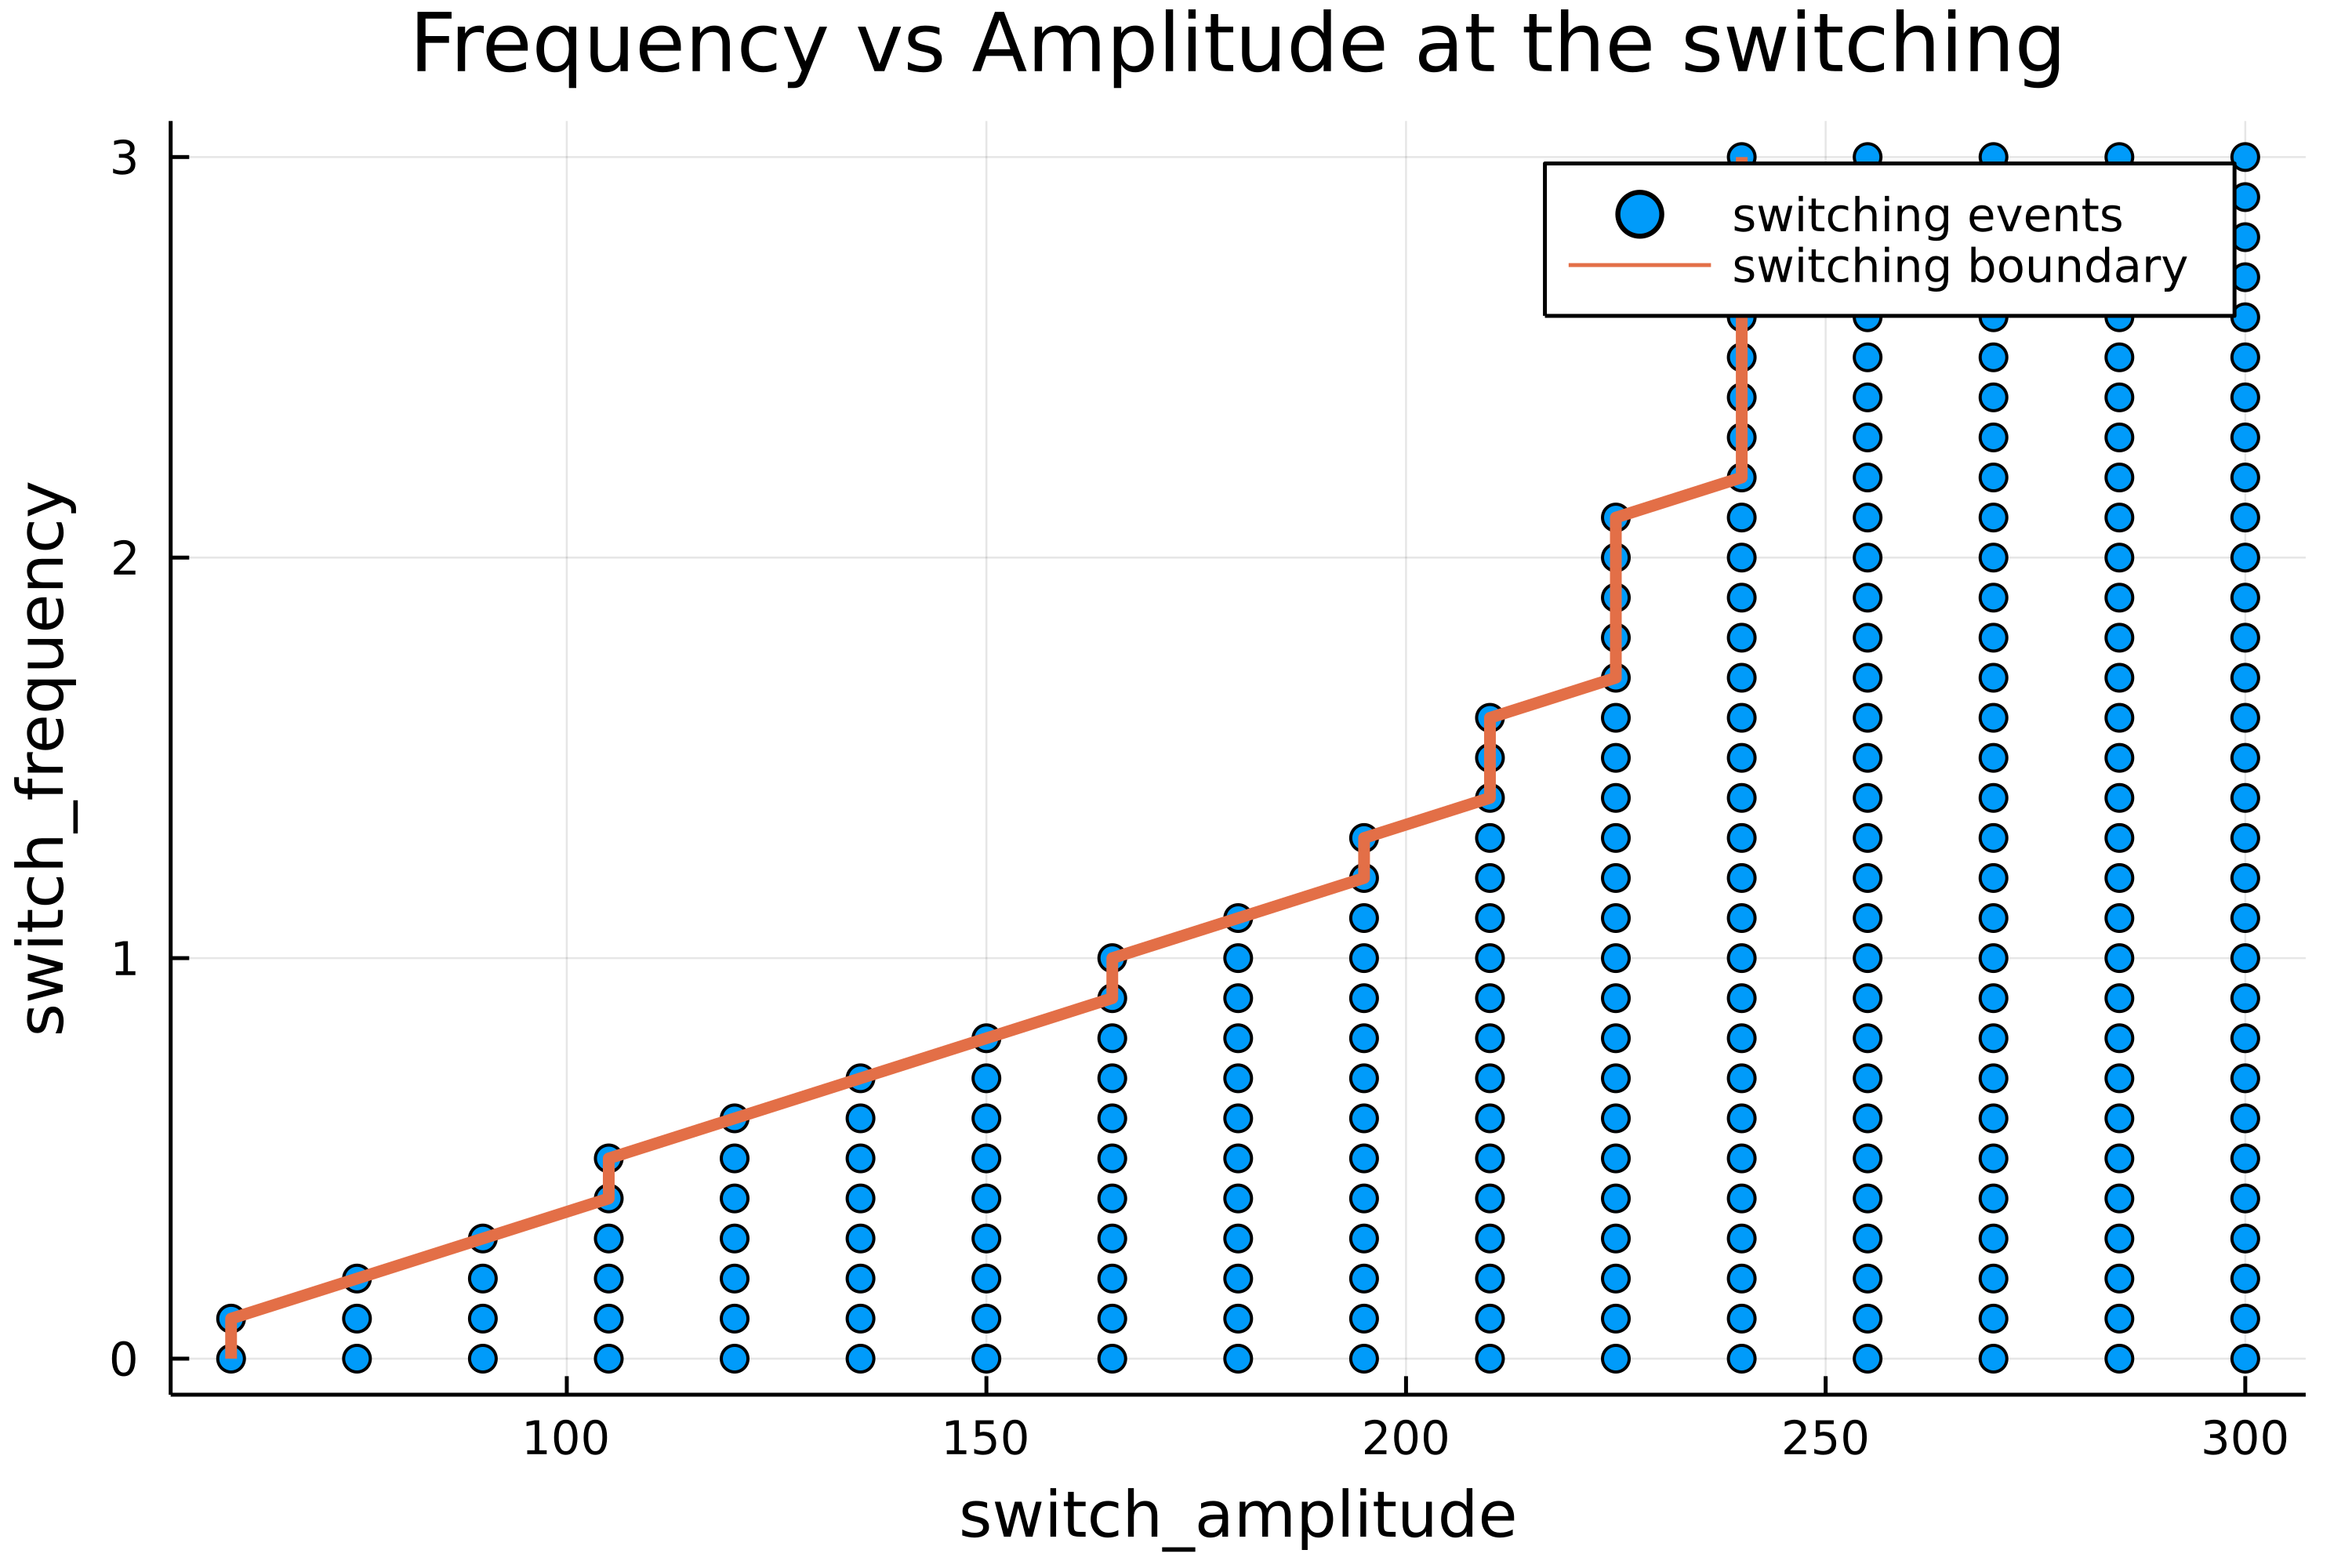 Frequency vs Amplitude at the switching
switch_frequency
3
2
1
0
switching events
switching boundary
100 150 200 250 300
switch_amplitude